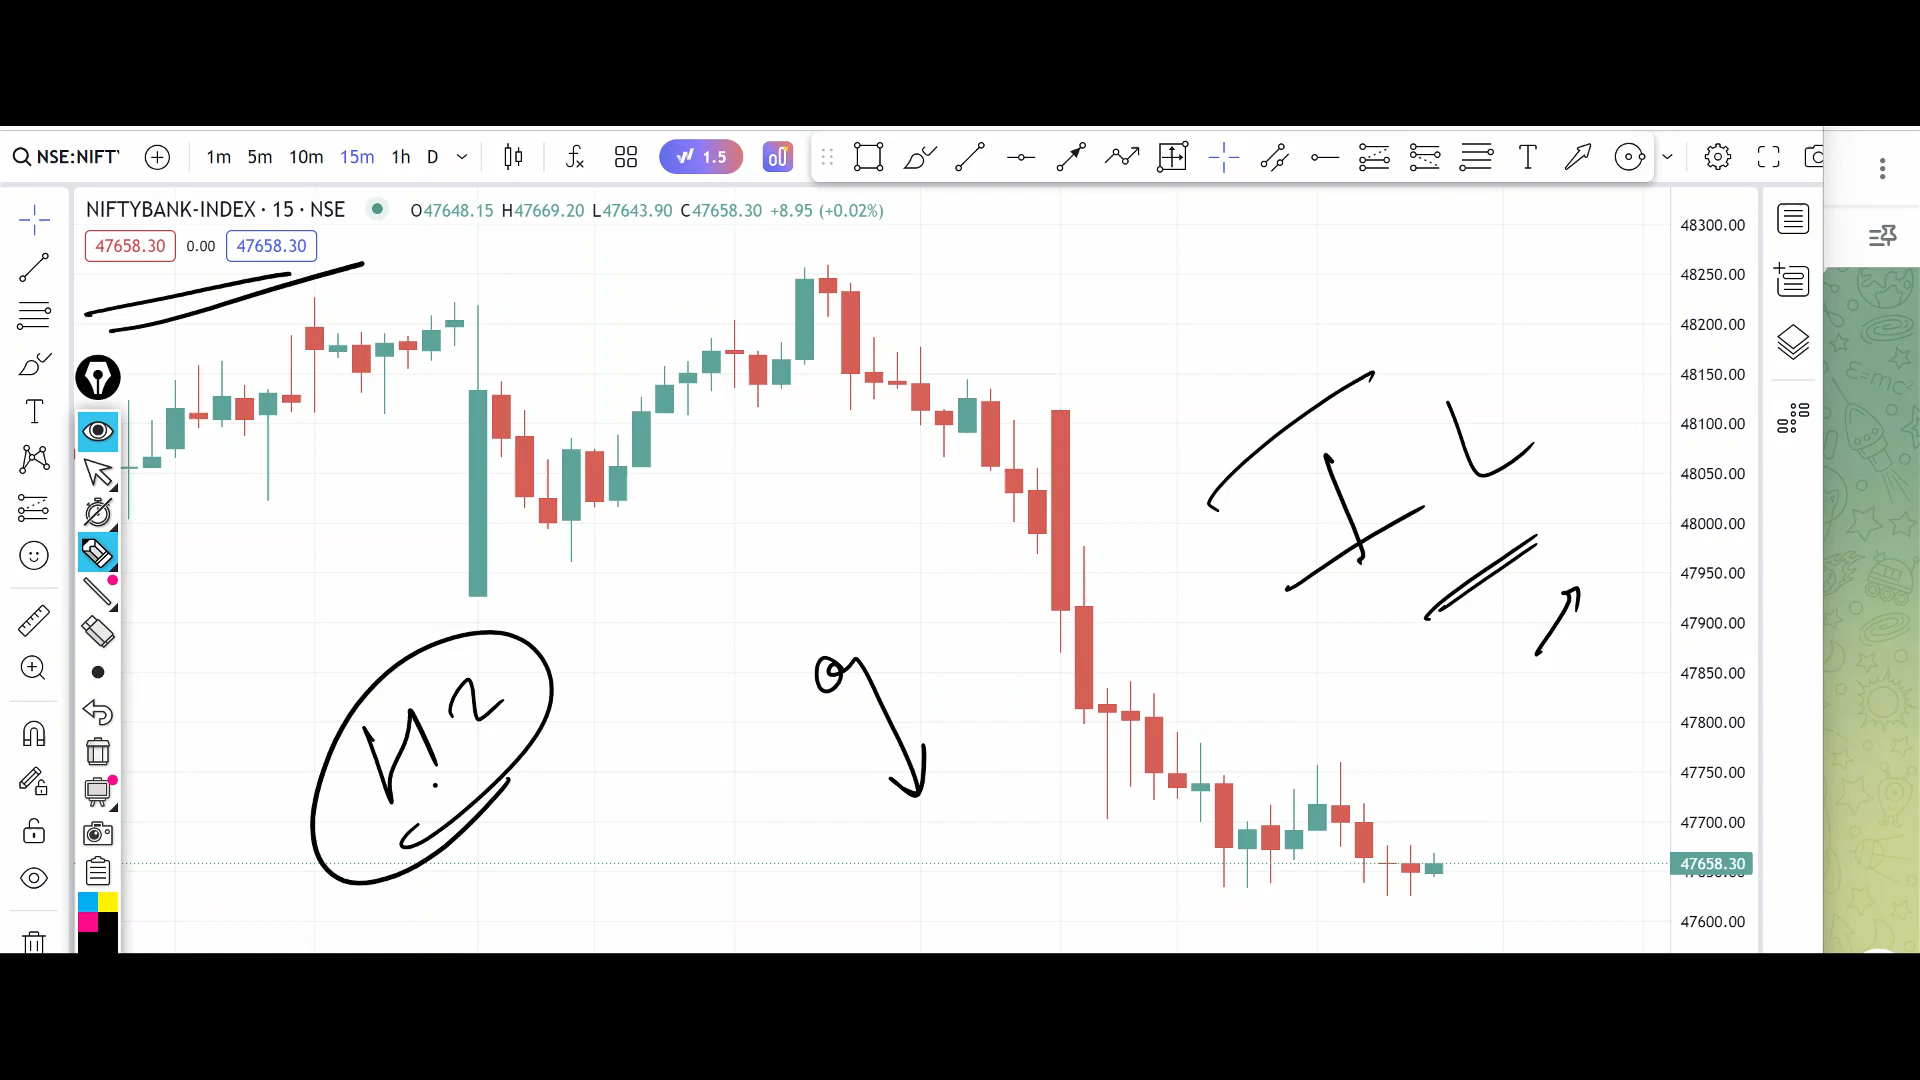 NSE:NIFTY
1m 5m 10m 15m 1h D
1.5
NIFTYBANK-INDEX · 15 · NSE
O47648.15 H47669.20 L47643.90 C47658.30 +8.95 (+0.02%)
47658.30 0.00 47658.30
48300.00
48250.00
48200.00
48150.00
48100.00
48050.00
48000.00
47950.00
47900.00
47850.00
47800.00
47750.00
47700.00
47658.30
47600.00
T
T
M2